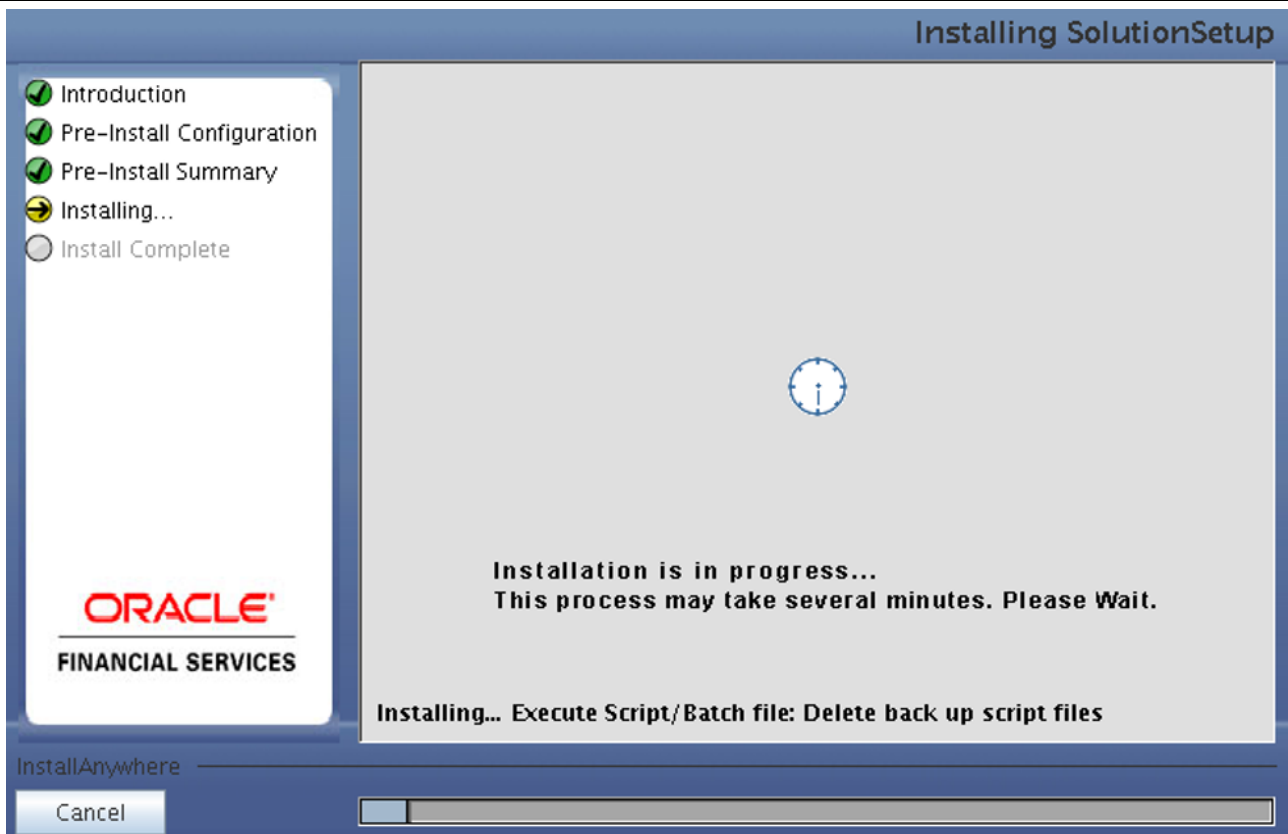 Installing SolutionSetup
Introduction
Pre-Install Configuration
Pre-Install Summary
Installing...
Install Complete
ORACLE
FINANCIAL SERVICES
Installation is in progress...
This process may take several minutes. Please Wait.
Installing... Execute Script/Batch file: Delete back up script files
InstallAnywhere
Cancel